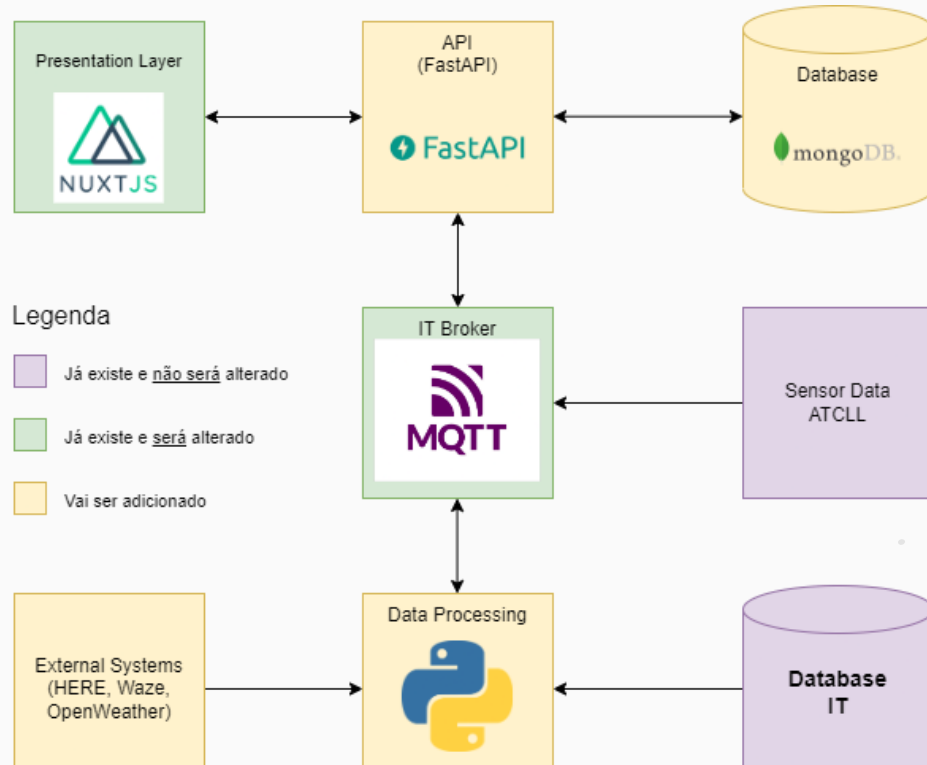 Presentation Layer
NUXTJS
API
(FastAPI)
FastAPI
Database
mongoDB.
Legenda
Já existe e não será alterado
Já existe e será alterado
Vai ser adicionado
IT Broker
MQTT
Sensor Data
ATCLL
External Systems
(HERE, Waze,
OpenWeather)
Data Processing
Database
IT